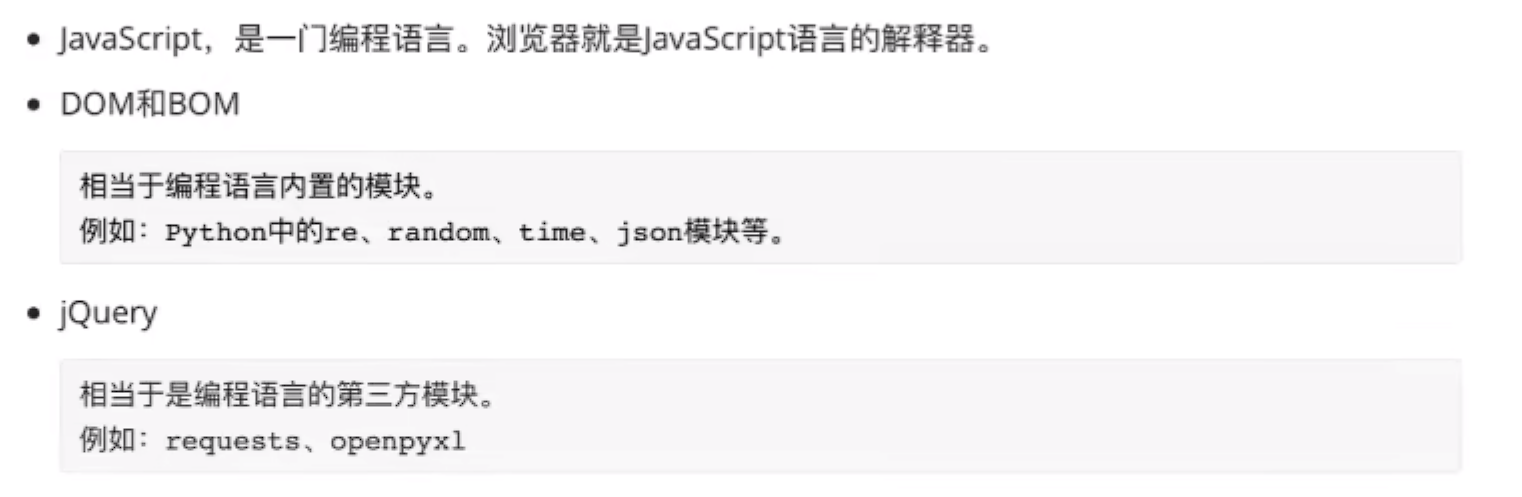 JavaScript，是一门编程语言。浏览器就是JavaScript语言的解释器。
DOM和BOM
相当于编程语言内置的模块。
例如：Python中的re、random、time、json模块等。
jQuery
相当于是编程语言的第三方模块。
例如：requests、openpyxl